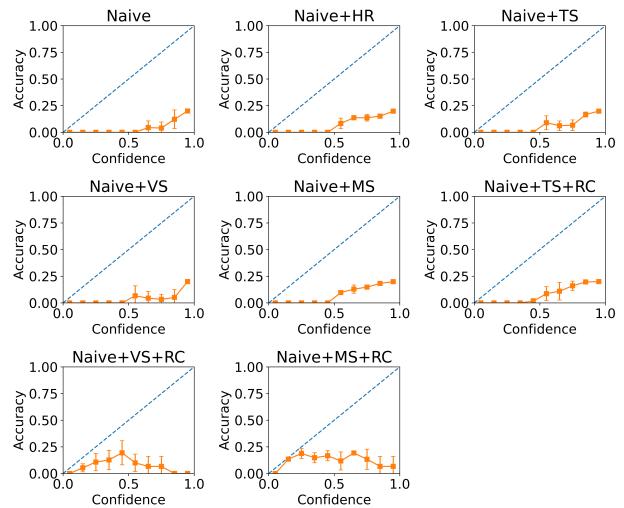 Naive
1.00
0.75
0.50
0.25
0.00
Accuracy
0.0
0.5
1.0
Confidence
Naive+HR
1.00
0.75
0.50
0.25
0.00
Accuracy
0.0
0.5
1.0
Confidence
Naive+TS
1.00
0.75
0.50
0.25
0.00
Accuracy
0.0
0.5
1.0
Confidence
Naive+VS
1.00
0.75
0.50
0.25
0.00
Accuracy
0.0
0.5
1.0
Confidence
Naive+MS
1.00
0.75
0.50
0.25
0.00
Accuracy
0.0
0.5
1.0
Confidence
Naive+TS+RC
1.00
0.75
0.50
0.25
0.00
Accuracy
0.0
0.5
1.0
Confidence
Naive+VS+RC
1.00
0.75
0.50
0.25
0.00
Accuracy
0.0
0.5
1.0
Confidence
Naive+MS+RC
1.00
0.75
0.50
0.25
0.00
Accuracy
0.0
0.5
1.0
Confidence